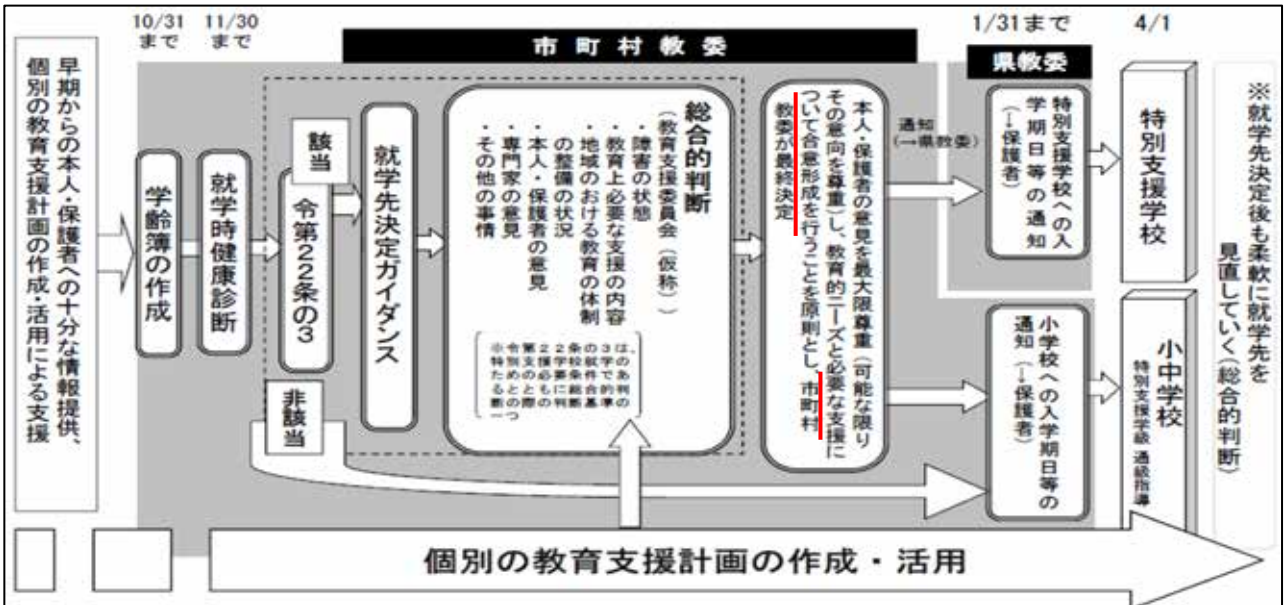 10/31
まで
11/30
まで
市町村教委
1/31まで
4/1
県教委
早期からの本人・保護者への十分な情報提供、
個別の教育支援計画の作成・活用による支援
学齢簿の作成
就学時健康診断
該当
令第22条の3
非該当
就学先決定ガイダンス
総合的判断
（教育支援委員会（仮称））
・障害の状態
・教育上必要な支援の内容
・地域のおける教育の体制
の整備の状況
・本人・保護者の意見
・専門家の意見
・その他の事情
※令第22条の3は、
本人・保護者の意見を最大限尊重（可能な限り
その意向を尊重）し、教育的ニーズと必要な支援に
ついて合意形成を行うことを原則とし、市町村
教委が最終決定
通知
(→県教委)
特別支援学校への入
学期日等の通知
（→保護者）
小学校への入学期日等の
通知（→保護者）
特別支援学校
小中学校
特別支援学級 通級指導
※就学先決定後も柔軟に就学先を
見直していく（総合的判断）
個別の教育支援計画の作成・活用